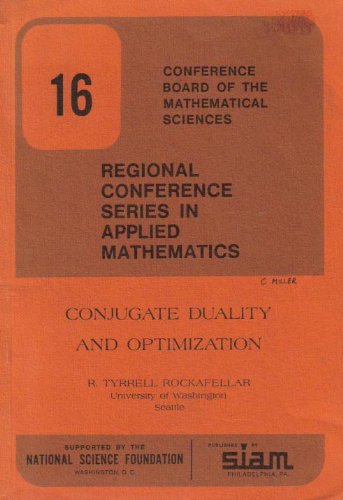 16
CONFERENCE
BOARD OF THE
MATHEMATICAL
SCIENCES
REGIONAL
CONFERENCE
SERIES IN
APPLIED
MATHEMATICS
C MILLER
CONJUGATE DUALITY
AND OPTIMIZATION
R. TYRRELL ROCKAFELLAR
University of Washington
Seattle
SUPPORTED BY THE
NATIONAL SCIENCE FOUNDATION
WASHINGTON, D.C.
PUBLISHED BY
siam
PHILADELPHIA, PA.